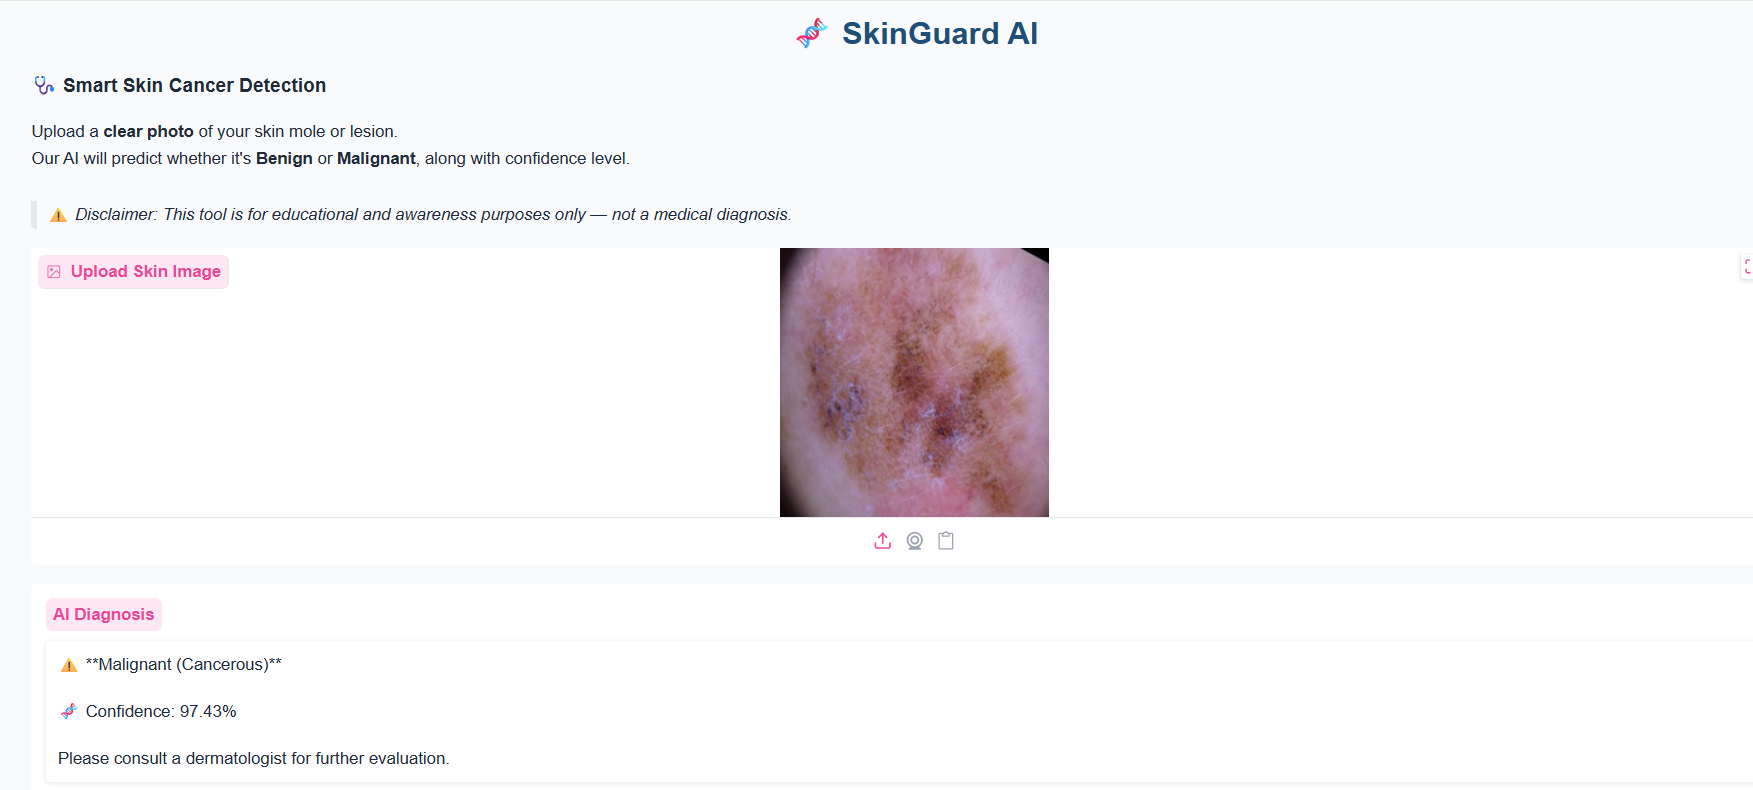 🧬 SkinGuard AI
🩺 Smart Skin Cancer Detection
Upload a clear photo of your skin mole or lesion.
Our AI will predict whether it's Benign or Malignant, along with confidence level.
⚠️ Disclaimer: This tool is for educational and awareness purposes only — not a medical diagnosis.
Upload Skin Image
AI Diagnosis
⚠️ **Malignant (Cancerous)**
🧬 Confidence: 97.43%
Please consult a dermatologist for further evaluation.